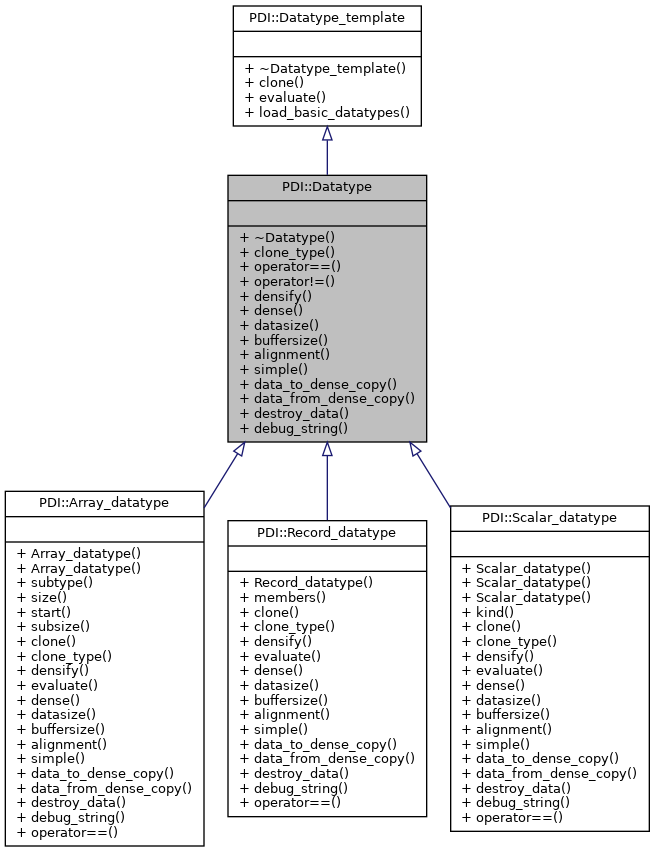 PDI::Datatype_template
+ ~Datatype_template()
+ clone()
+ evaluate()
+ load_basic_datatypes()
PDI::Datatype
+ ~Datatype()
+ clone_type()
+ operator==()
+ operator!=()
+ densify()
+ dense()
+ datasize()
+ buffersize()
+ alignment()
+ simple()
+ data_to_dense_copy()
+ data_from_dense_copy()
+ destroy_data()
+ debug_string()
PDI::Array_datatype
+ Array_datatype()
+ Array_datatype()
+ subtype()
+ size()
+ start()
+ subsize()
+ clone()
+ clone_type()
+ densify()
+ evaluate()
+ dense()
+ datasize()
+ buffersize()
+ alignment()
+ simple()
+ data_to_dense_copy()
+ data_from_dense_copy()
+ destroy_data()
+ debug_string()
+ operator==()
PDI::Record_datatype
+ Record_datatype()
+ members()
+ clone()
+ clone_type()
+ densify()
+ evaluate()
+ dense()
+ datasize()
+ buffersize()
+ alignment()
+ simple()
+ data_to_dense_copy()
+ data_from_dense_copy()
+ destroy_data()
+ debug_string()
+ operator==()
PDI::Scalar_datatype
+ Scalar_datatype()
+ Scalar_datatype()
+ Scalar_datatype()
+ kind()
+ clone()
+ clone_type()
+ densify()
+ evaluate()
+ dense()
+ datasize()
+ buffersize()
+ alignment()
+ simple()
+ data_to_dense_copy()
+ data_from_dense_copy()
+ destroy_data()
+ debug_string()
+ operator==()